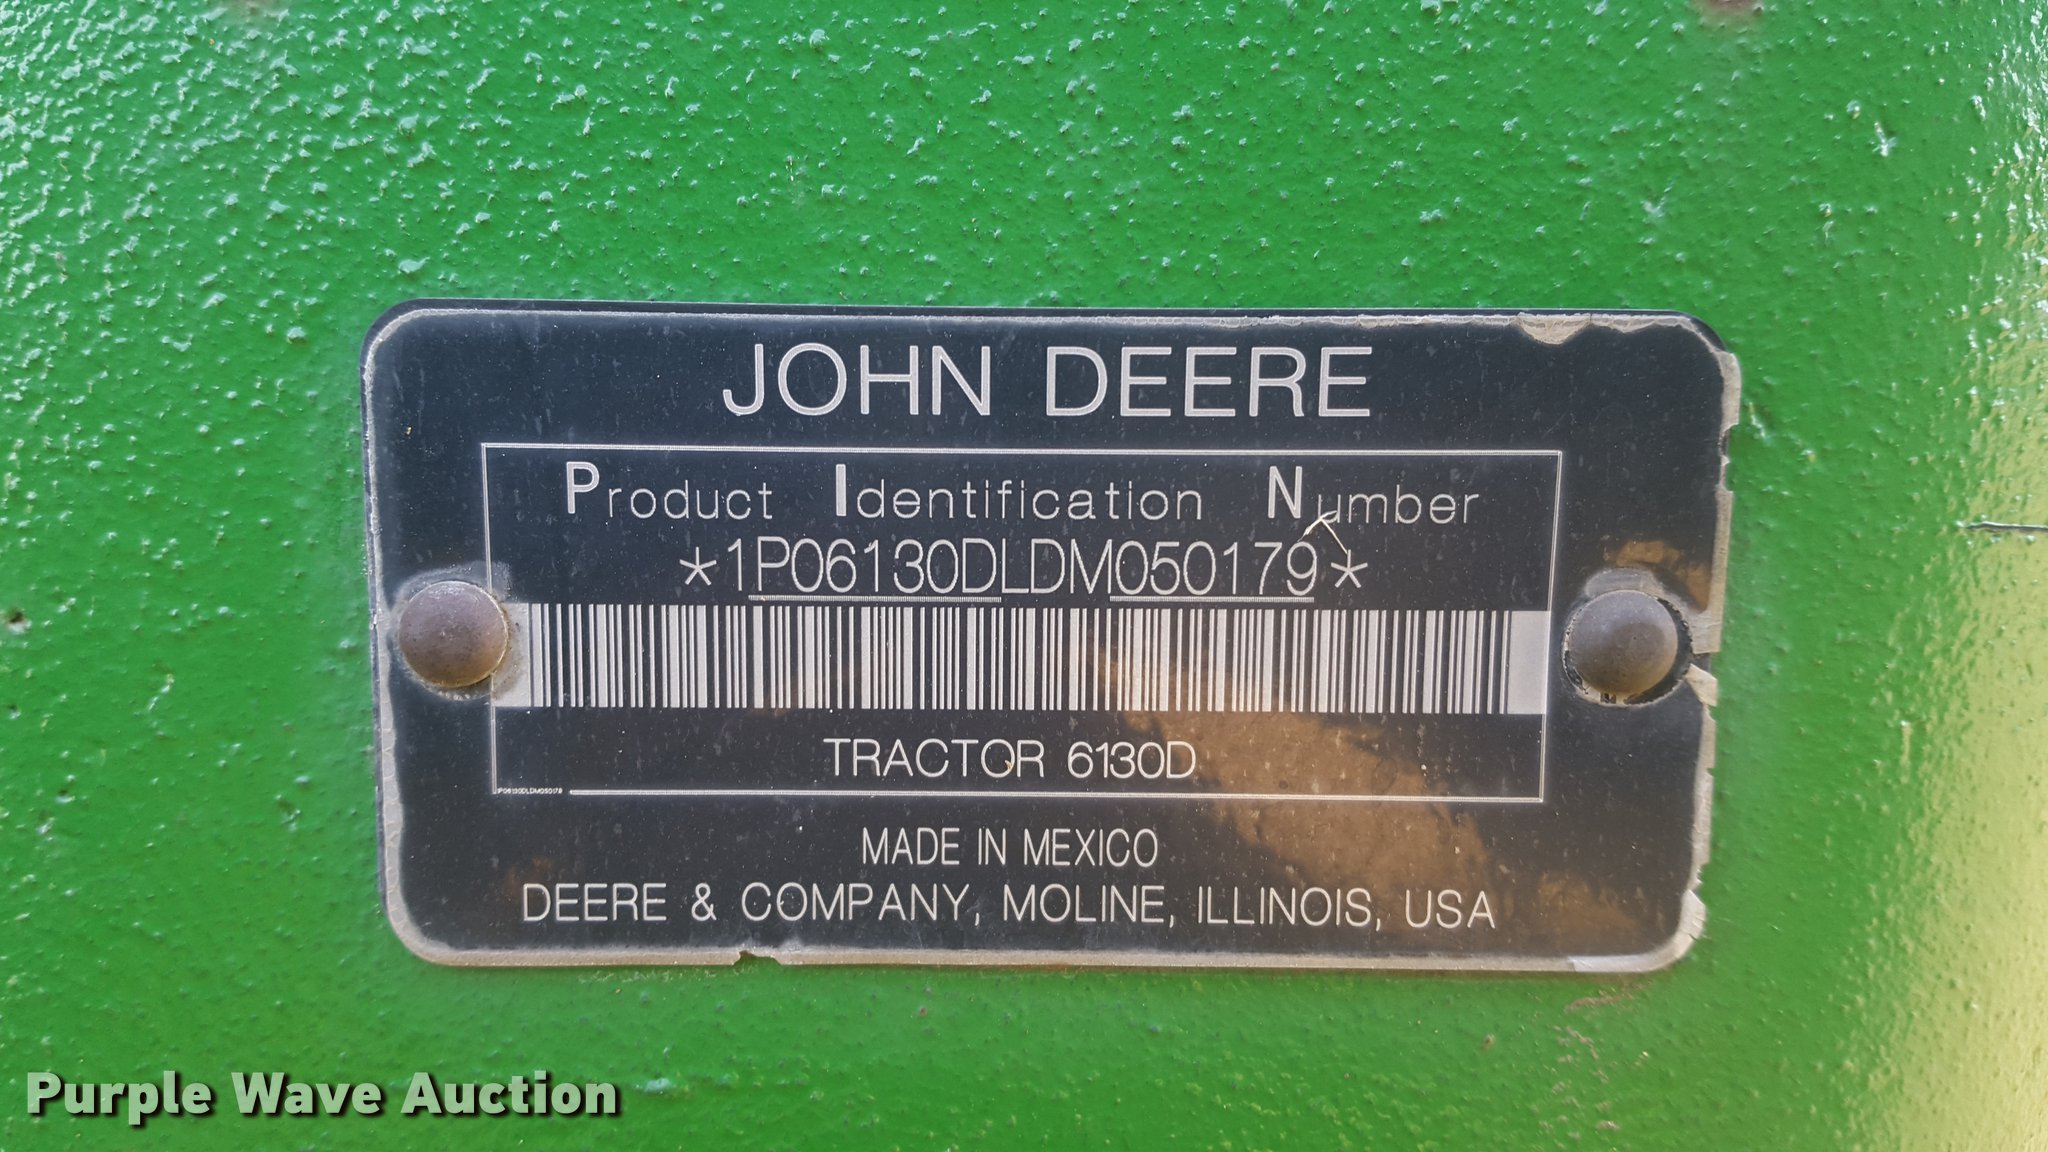 JOHN DEERE
Product Identification Number
*1P06130DLDM050179*
TRACTOR 6130D
1P06130DLDM050179
MADE IN MEXICO
DEERE & COMPANY, MOLINE, ILLINOIS, USA
Purple Wave Auction